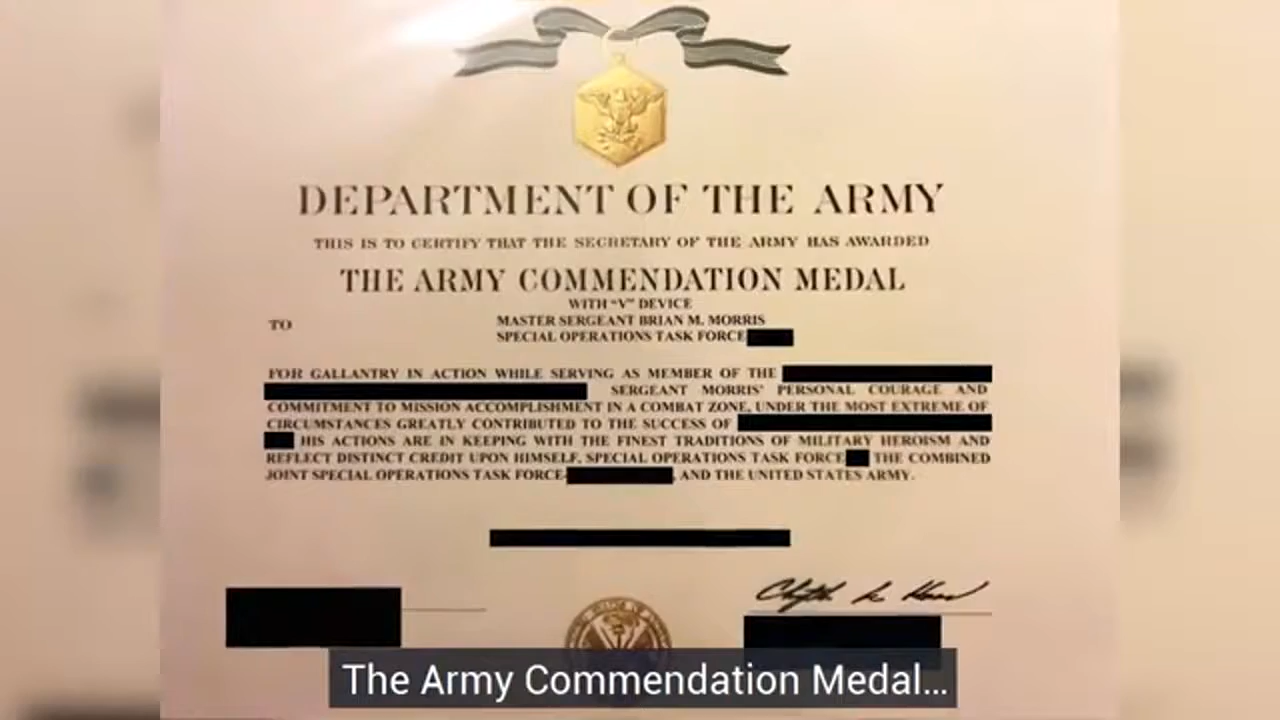 DEPARTMENT OF THE ARMY
THIS IS TO CERTIFY THAT THE SECRETARY OF THE ARMY HAS AWARDED
THE ARMY COMMENDATION MEDAL
WITH "V" DEVICE
TO
MASTER SERGEANT BRIAN M. MORRIS
SPECIAL OPERATIONS TASK FORCE
FOR GALLANTRY IN ACTION WHILE SERVING AS MEMBER OF THE
SERGEANT MORRIS' PERSONAL COURAGE AND
COMMITMENT TO MISSION ACCOMPLISHMENT IN A COMBAT ZONE, UNDER THE MOST EXTREME OF
CIRCUMSTANCES GREATLY CONTRIBUTED TO THE SUCCESS OF
HIS ACTIONS ARE IN KEEPING WITH THE FINEST TRADITIONS OF MILITARY HEROISM AND
REFLECT DISTINCT CREDIT UPON HIMSELF, SPECIAL OPERATIONS TASK FORCE THE COMBINED
JOINT SPECIAL OPERATIONS TASK FORCE- , AND THE UNITED STATES ARMY.
The Army Commendation Medal...